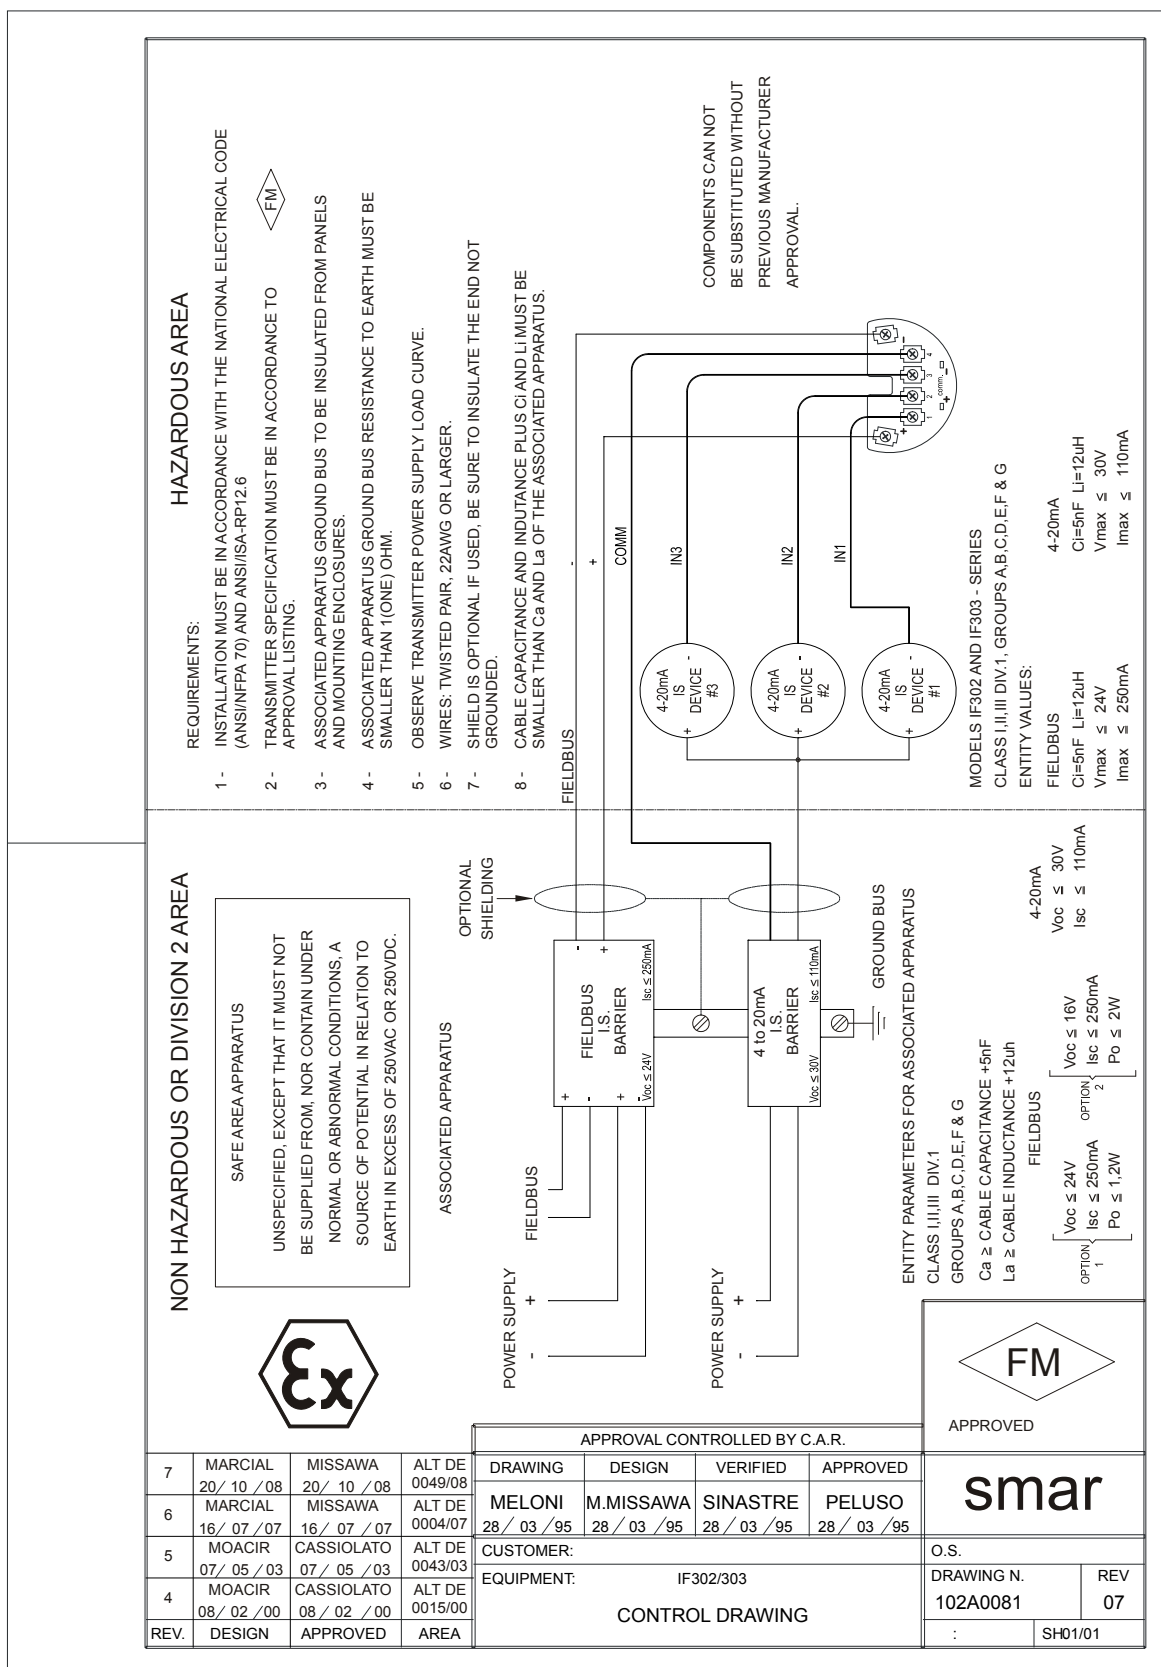 HAZARDOUS AREA
REQUIREMENTS:
1 - INSTALLATION MUST BE IN ACCORDANCE WITH THE NATIONAL ELECTRICAL CODE
(ANSI/NFPA 70) AND ANSI/ISA-RP12.6
2 - TRANSMITTER SPECIFICATION MUST BE IN ACCORDANCE TO
APPROVAL LISTING.
FM
3 - ASSOCIATED APPARATUS GROUND BUS TO BE INSULATED FROM PANELS
AND MOUNTING ENCLOSURES.
4 - ASSOCIATED APPARATUS GROUND BUS RESISTANCE TO EARTH MUST BE
SMALLER THAN 1(ONE) OHM.
5 - OBSERVE TRANSMITTER POWER SUPPLY LOAD CURVE.
6 - WIRES: TWISTED PAIR, 22AWG OR LARGER.
7 - SHIELD IS OPTIONAL IF USED, BE SURE TO INSULATE THE END NOT
GROUNDED.
8 - CABLE CAPACITANCE AND INDUTANCE PLUS Ci AND Li MUST BE
SMALLER THAN Ca AND La OF THE ASSOCIATED APPARATUS.
FIELDBUS
-
+
COMM
IN3
IN2
IN1
4-20mA
IS
DEVICE
#3
+ -
4-20mA
IS
DEVICE
#2
+ -
4-20mA
IS
DEVICE
#1
+ -
+ 1 2 3 4 -
+ comm. -
COMPONENTS CAN NOT
BE SUBSTITUTED WITHOUT
PREVIOUS MANUFACTURER
APPROVAL.
MODELS IF302 AND IF303 - SERIES
CLASS I,II,III DIV.1, GROUPS A,B,C,D,E,F & G
ENTITY VALUES:
FIELDBUS
Ci=5nF Li=12uH
Vmax ≤ 24V
Imax ≤ 250mA
4-20mA
Ci=5nF Li=12uH
Vmax ≤ 30V
Imax ≤ 110mA
NON HAZARDOUS OR DIVISION 2 AREA
SAFE AREA APPARATUS
UNSPECIFIED, EXCEPT THAT IT MUST NOT
BE SUPPLIED FROM, NOR CONTAIN UNDER
NORMAL OR ABNORMAL CONDITIONS, A
SOURCE OF POTENTIAL IN RELATION TO
EARTH IN EXCESS OF 250VAC OR 250VDC.
Ex
ASSOCIATED APPARATUS
OPTIONAL
SHIELDING
FIELDBUS
POWER SUPPLY
- +
+
-
+
-
FIELDBUS
I.S.
BARRIER
-
+
Voc ≤ 24V
Isc ≤ 250mA
POWER SUPPLY
- +
4 to 20mA
I.S.
BARRIER
Voc ≤ 30V
Isc ≤ 110mA
GROUND BUS
ENTITY PARAMETERS FOR ASSOCIATED APPARATUS
CLASS I,II,III DIV.1
GROUPS A,B,C,D,E,F & G
Ca ≥ CABLE CAPACITANCE +5nF
La ≥ CABLE INDUCTANCE +12uh
FIELDBUS
OPTION
1
Voc ≤ 24V
Isc ≤ 250mA
Po ≤ 1,2W
OPTION
2
Voc ≤ 16V
Isc ≤ 250mA
Po ≤ 2W
4-20mA
Voc ≤ 30V
Isc ≤ 110mA
FM
APPROVED
APPROVAL CONTROLLED BY C.A.R.
DRAWING DESIGN VERIFIED APPROVED
MELONI M.MISSAWA SINASTRE PELUSO
28 / 03 /95 28 / 03 /95 28 / 03 /95 28 / 03 /95
smar
CUSTOMER:
O.S.
EQUIPMENT: IF302/303
CONTROL DRAWING
DRAWING N.
102A0081
REV
07
: SH01/01
7 MARCIAL MISSAWA ALT DE
20/ 10 /08 20/ 10 /08 0049/08
6 MARCIAL MISSAWA ALT DE
16/ 07 /07 16/ 07 /07 0004/07
5 MOACIR CASSIOLATO ALT DE
07/ 05 /03 07/ 05 /03 0043/03
4 MOACIR CASSIOLATO ALT DE
08/ 02 /00 08/ 02 /00 0015/00
REV. DESIGN APPROVED AREA